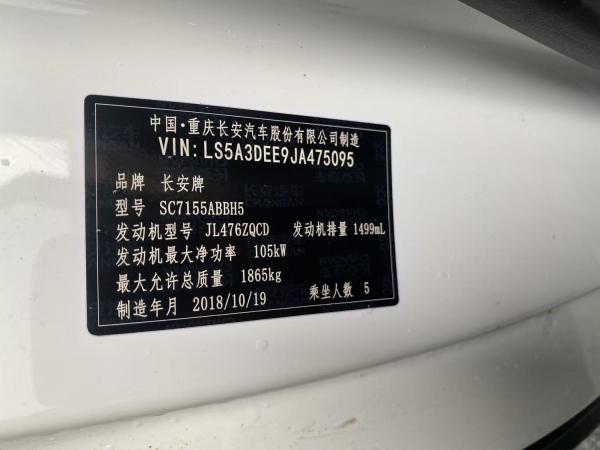 中国·重庆长安汽车股份有限公司制造
VIN: LS5A3DEE9JA475095
品牌 长安牌
型号 SC7155ABBH5
发动机型号 JL476ZQCD 发动机排量 1499mL
发动机最大净功率 105kW
最大允许总质量 1865kg
制造年月 2018/10/19 乘坐人数 5